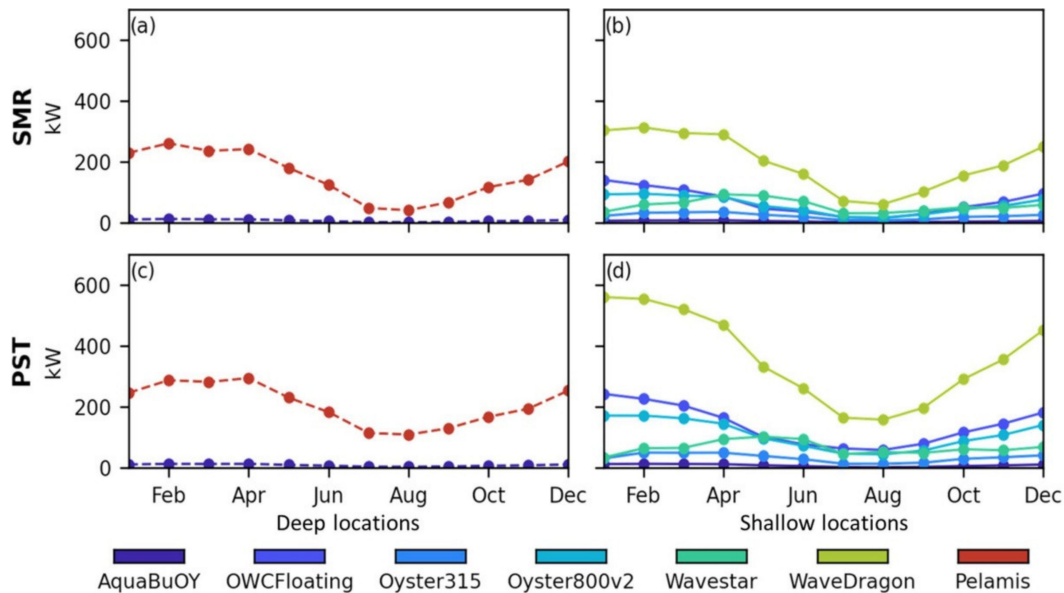 (a)
(b)
600
400
200
0
SMR
kW
(c)
(d)
600
400
200
0
PST
kW
Feb Apr Jun Aug Oct Dec
Feb Apr Jun Aug Oct Dec
Deep locations
Shallow locations
AquaBuOY OWCFloating Oyster315 Oyster800v2 Wavestar WaveDragon Pelamis